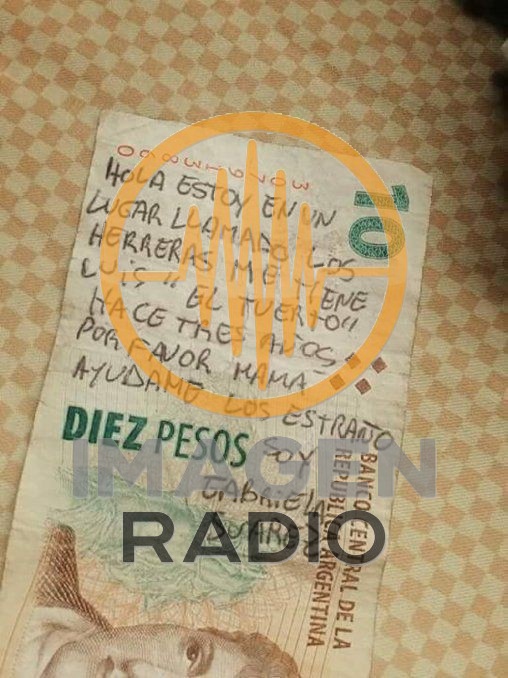 10
HOLA ESTOY EN UN
LUGAR LLAMADO LOS
HERRERAS ME TIENE
LUIS " EL TUERTO"
HACE TRES AÑOS
POR FAVOR MAMA
AYUDAME LOS ESTRAÑO
SOY
GABRIELA
DIEZ PESOS
BANCO CENTRAL DE LA
REPUBLICA ARGENTINA
IMAGEN
RADIO